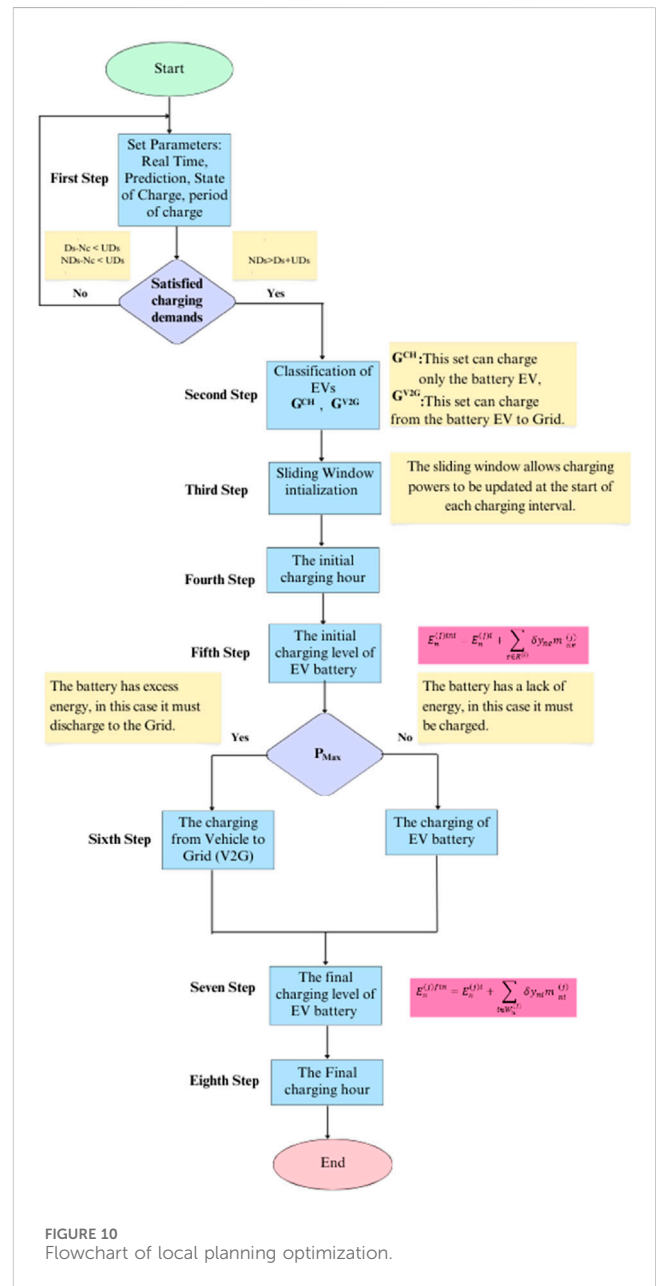 Start
Set Parameters:
Real Time,
Prediction, State
of Charge, period
of charge
First Step
Ds-Nc < UDs
NDs-Nc < UDs
NDs>Ds+UDs
No
Satisfied
charging
demands
Yes
Second Step
Classification of
EVs
G^CH , G^V2G
G^CH:This set can charge
only the battery EV,
G^V2G:This set can charge
from the battery EV to Grid.
Third Step
Sliding Window
intialization
The sliding window allows charging
powers to be updated at the start of
each charging interval.
Fourth Step
The initial
charging hour
Fifth Step
The initial
charging level of
EV battery
The battery has excess
energy, in this case it must
discharge to the Grid.
The battery has a lack of
energy, in this case it must
be charged.
Yes
P_Max
No
Sixth Step
The charging
from Vehicle to
Grid (V2G)
The charging of
EV battery
Seven Step
The final
charging level of
EV battery
Eighth Step
The Final
charging hour
End
FIGURE 10
Flowchart of local planning optimization.